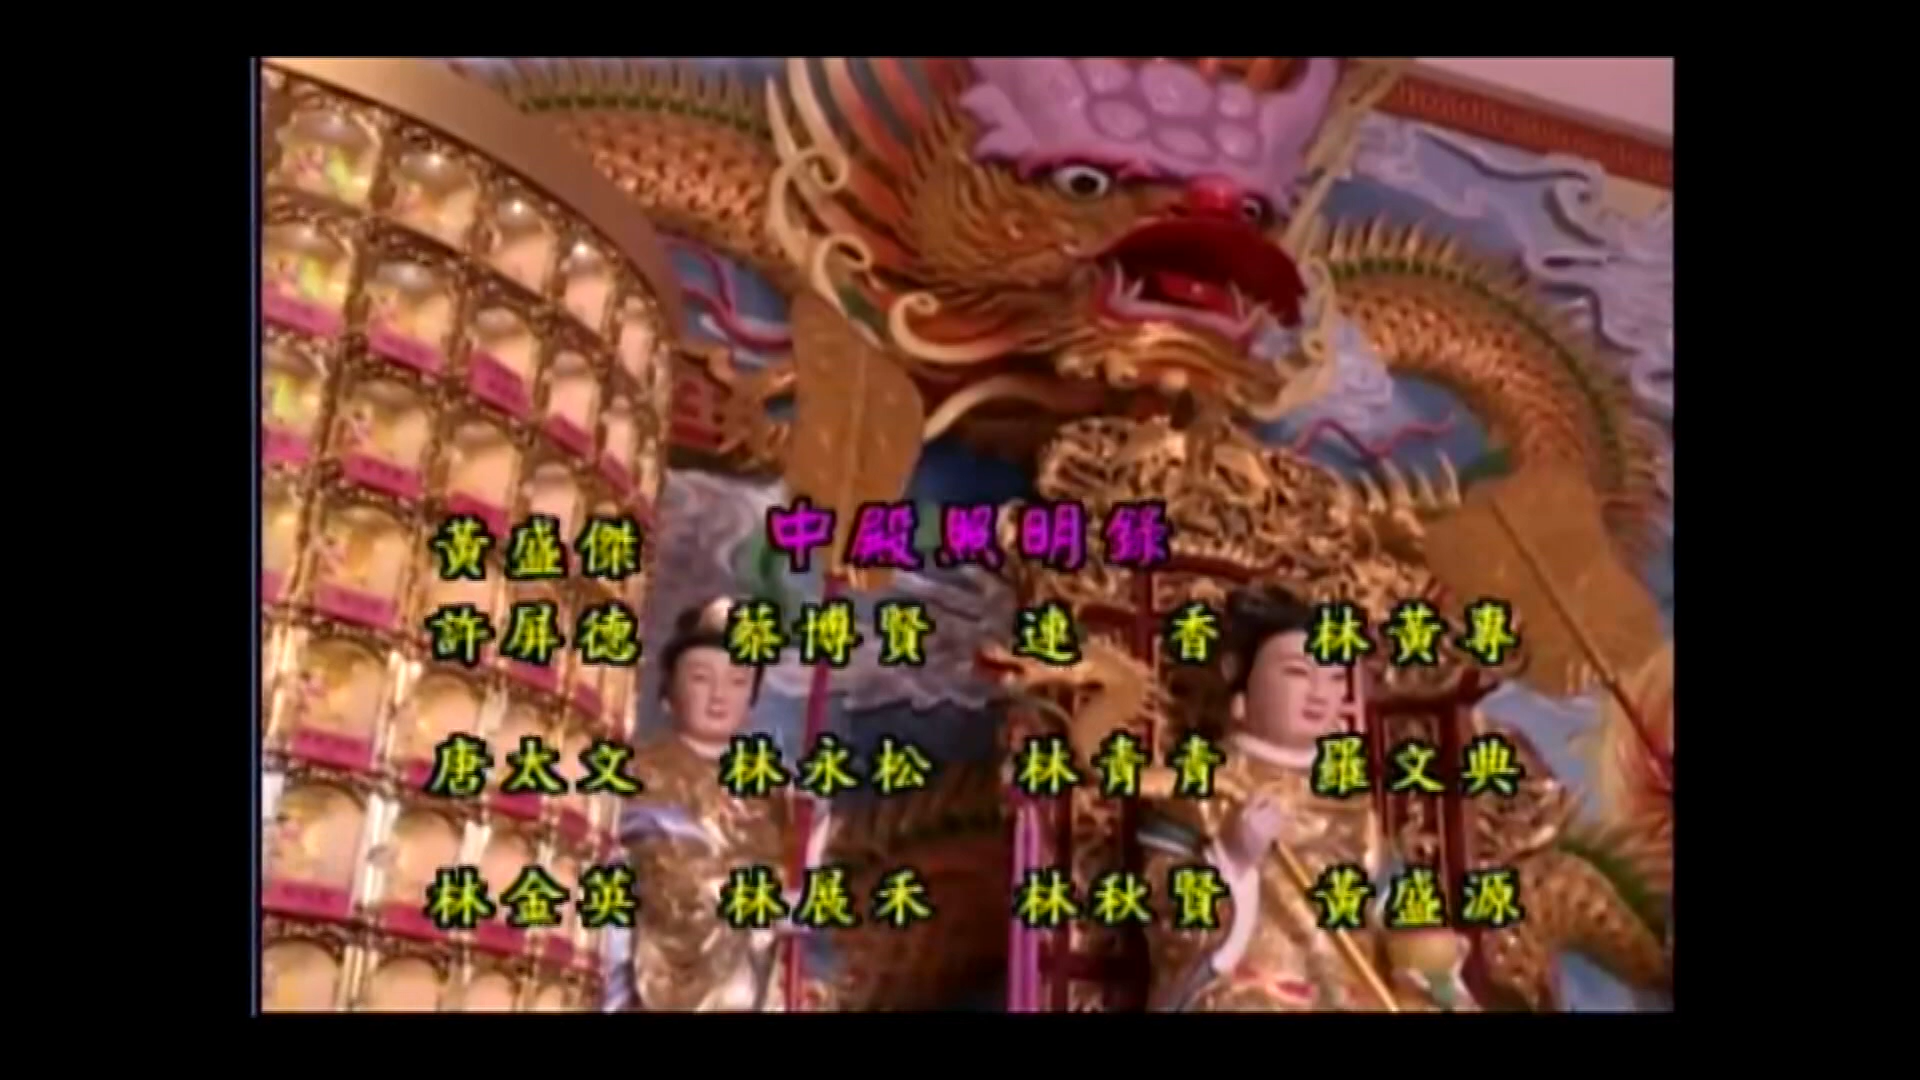 中殿照明錄
黃盛傑
許屏德 蔡博賢 連 香 林黃專
唐太文 林永松 林青青 羅文典
林金英 林展禾 林秋賢 黃盛源